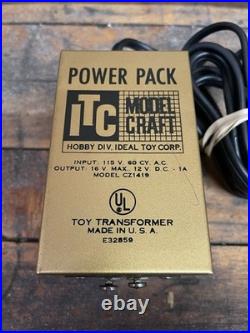 POWER PACK
ITC MODEL CRAFT
HOBBY DIV. IDEAL TOY CORP.
INPUT: 115 V. 60 CY. A.C.
OUTPUT: 16 V. MAX. 12 V. D.C. - 1A
MODEL CZ1419
UL
TOY TRANSFORMER
MADE IN U.S.A.
E32859